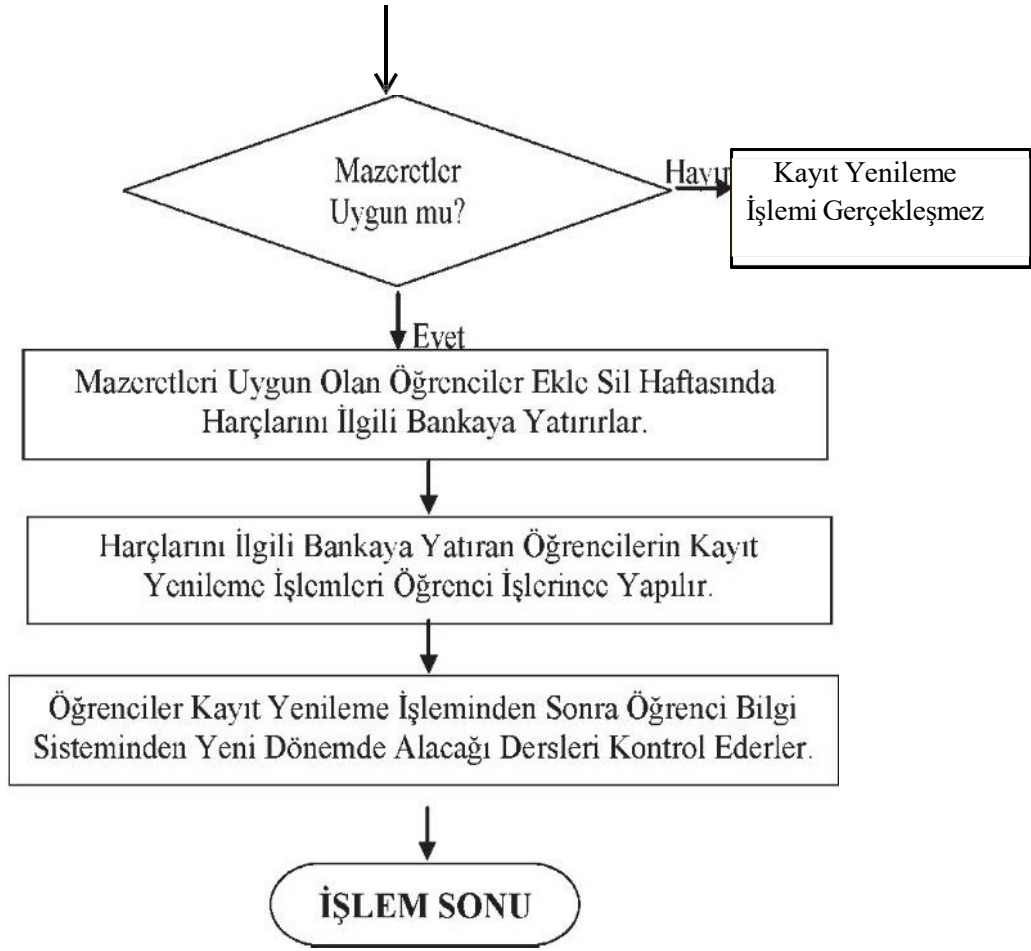 Mazeretler
Uygun mu?
Hayır
Kayıt Yenileme
İşlemi Gerçekleşmez
Evet
Mazeretleri Uygun Olan Öğrenciler Ekle Sil Haftasında
Harçlarını İlgili Bankaya Yatırırlar.
Harçlarını İlgili Bankaya Yatıran Öğrencilerin Kayıt
Yenileme İşlemleri Öğrenci İşlerince Yapılır.
Öğrenciler Kayıt Yenileme İşleminden Sonra Öğrenci Bilgi
Sisteminden Yeni Dönemde Alacağı Dersleri Kontrol Ederler.
İŞLEM SONU